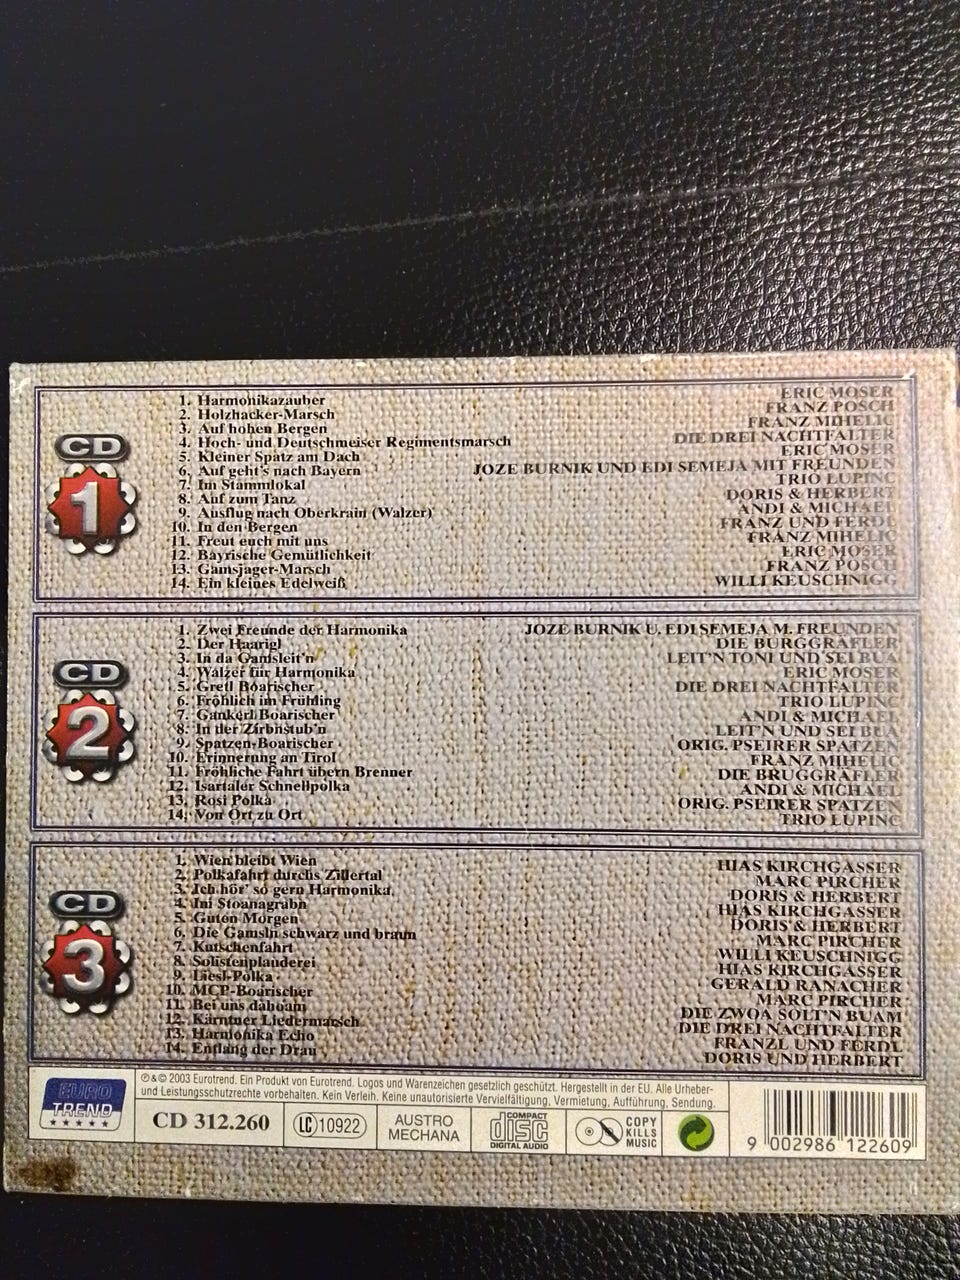 CD
1
1. Harmonikazauber ERIC MOSER
2. Holzhacker-Marsch FRANZ POSCH
3. Auf hohen Bergen FRANZ MIHELIC
4. Hoch- und Deutschmeiser Regimentsmarsch DIE DREI NACHTFALTER
5. Kleiner Spatz am Dach ERIC MOSER
6. Auf geht's nach Bayern JOZE BURNIK UND EDI SEMEJA MIT FREUNDEN
7. Im Stammlokal TRIO LUPINC
8. Auf zum Tanz DORIS & HERBERT
9. Ausflug nach Oberkrain (Walzer) ANDI & MICHAEL
10. In den Bergen FRANZ UND FERDL
11. Freut euch mit uns FRANZ MIHELIC
12. Bayrische Gemütlichkeit ERIC MOSER
13. Gamsjager-Marsch FRANZ POSCH
14. Ein kleines Edelweiß WILLI KEUSCHNIGG
CD
2
1. Zwei Freunde der Harmonika JOZE BURNIK U. EDI SEMEJA M. FREUNDEN
2. Der Haarigl DIE BURGGRÄFLER
3. In da Gamsleit'n LEIT'N TONI UND SEI BUA
4. Walzer für Harmonika ERIC MOSER
5. Gretl Boarischer DIE DREI NACHTFALTER
6. Fröhlich im Frühling TRIO LUPINC
7. Gankerl Boarischer ANDI & MICHAEL
8. In der Zirbnstub'n LEIT'N UND SEI BUA
9. Spatzen-Boarischer ORIG. PSEIRER SPATZEN
10. Erinnerung an Tirol FRANZ MIHELIC
11. Fröhliche Fahrt übern Brenner DIE BRUGGRÄFLER
12. Isartaler Schnellpolka ANDI & MICHAEL
13. Rosi Polka ORIG. PSEIRER SPATZEN
14. Von Ort zu Ort TRIO LUPINC
CD
3
1. Wien bleibt Wien HIAS KIRCHGASSER
2. Polkafahrt durchs Zillertal MARC PIRCHER
3. Ich hör' so gern Harmonika DORIS & HERBERT
4. Ini Stoanagrabn HIAS KIRCHGASSER
5. Guten Morgen DORIS & HERBERT
6. Die Gamsln schwarz und braun MARC PIRCHER
7. Kutschenfahrt WILLI KEUSCHNIGG
8. Solistenplauderei HIAS KIRCHGASSER
9. Liesl-Polka GERALD RANACHER
10. MCP-Boarischer MARC PIRCHER
11. Bei uns dahoam DIE ZWOA SOLT'N BUAM
12. Kärntner Liedermarsch DIE DREI NACHTFALTER
13. Harmonika Echo FRANZL UND FERDL
14. Entlang der Drau DORIS UND HERBERT
EURO
TREND
℗ & © 2003 Eurotrend. Ein Produkt von Eurotrend. Logos und Warenzeichen gesetzlich geschützt. Hergestellt in der EU. Alle Urheber-
und Leistungsschutzrechte vorbehalten. Kein Verleih. Keine unautorisierte Vervielfältigung, Vermietung, Aufführung, Sendung.
CD 312.260
LC 10922
AUSTRO
MECHANA
COMPACT
disc
DIGITAL AUDIO
COPY
KILLS
MUSIC
9 002986 122609